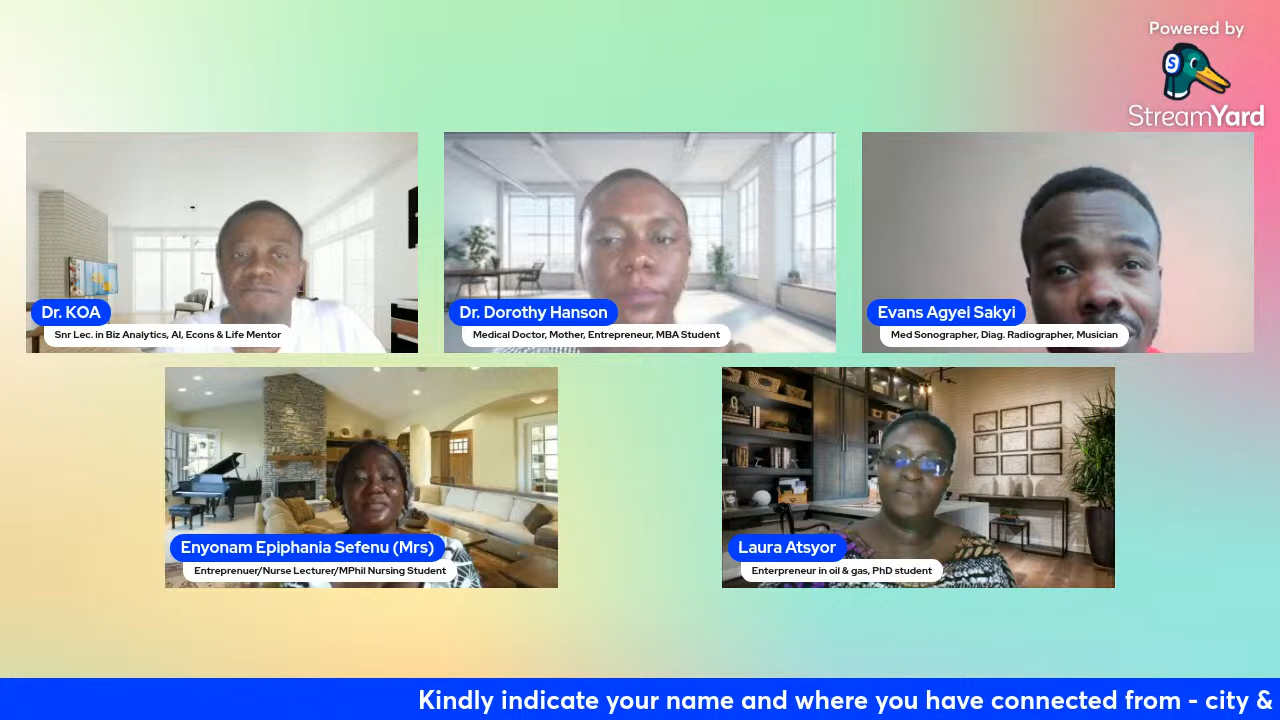 Powered by
StreamYard
Dr. KOA
Snr Lec. in Biz Analytics, AI, Econs & Life Mentor
Dr. Dorothy Hanson
Medical Doctor, Mother, Entrepreneur, MBA Student
Evans Agyei Sakyi
Med Sonographer, Diag. Radiographer, Musician
Enyonam Epiphania Sefenu (Mrs)
Entreprenuer/Nurse Lecturer/MPhil Nursing Student
Laura Atsyor
Enterpreneur in oil & gas, PhD student
Kindly indicate your name and where you have connected from - city &